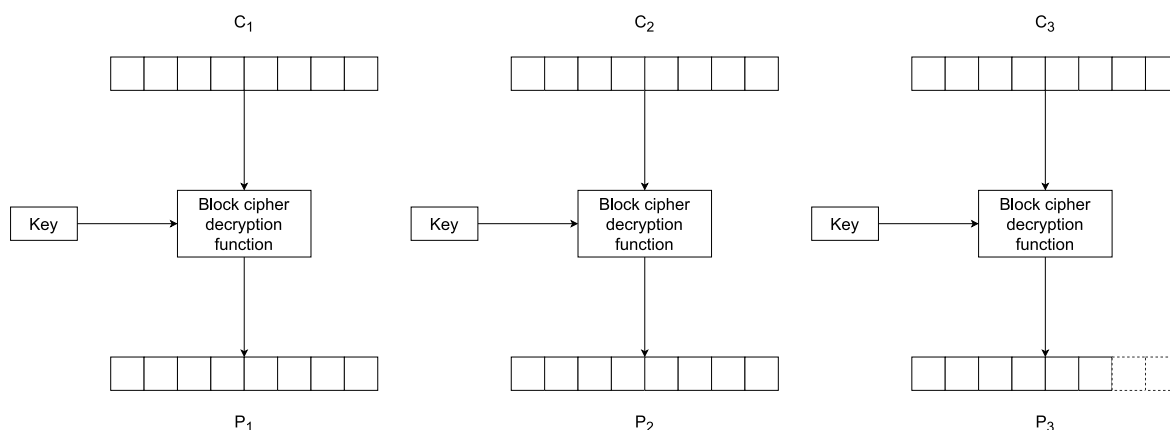 C₁
C₂
C₃
Key
Block cipher
decryption
function
Key
Block cipher
decryption
function
Key
Block cipher
decryption
function
P₁
P₂
P₃